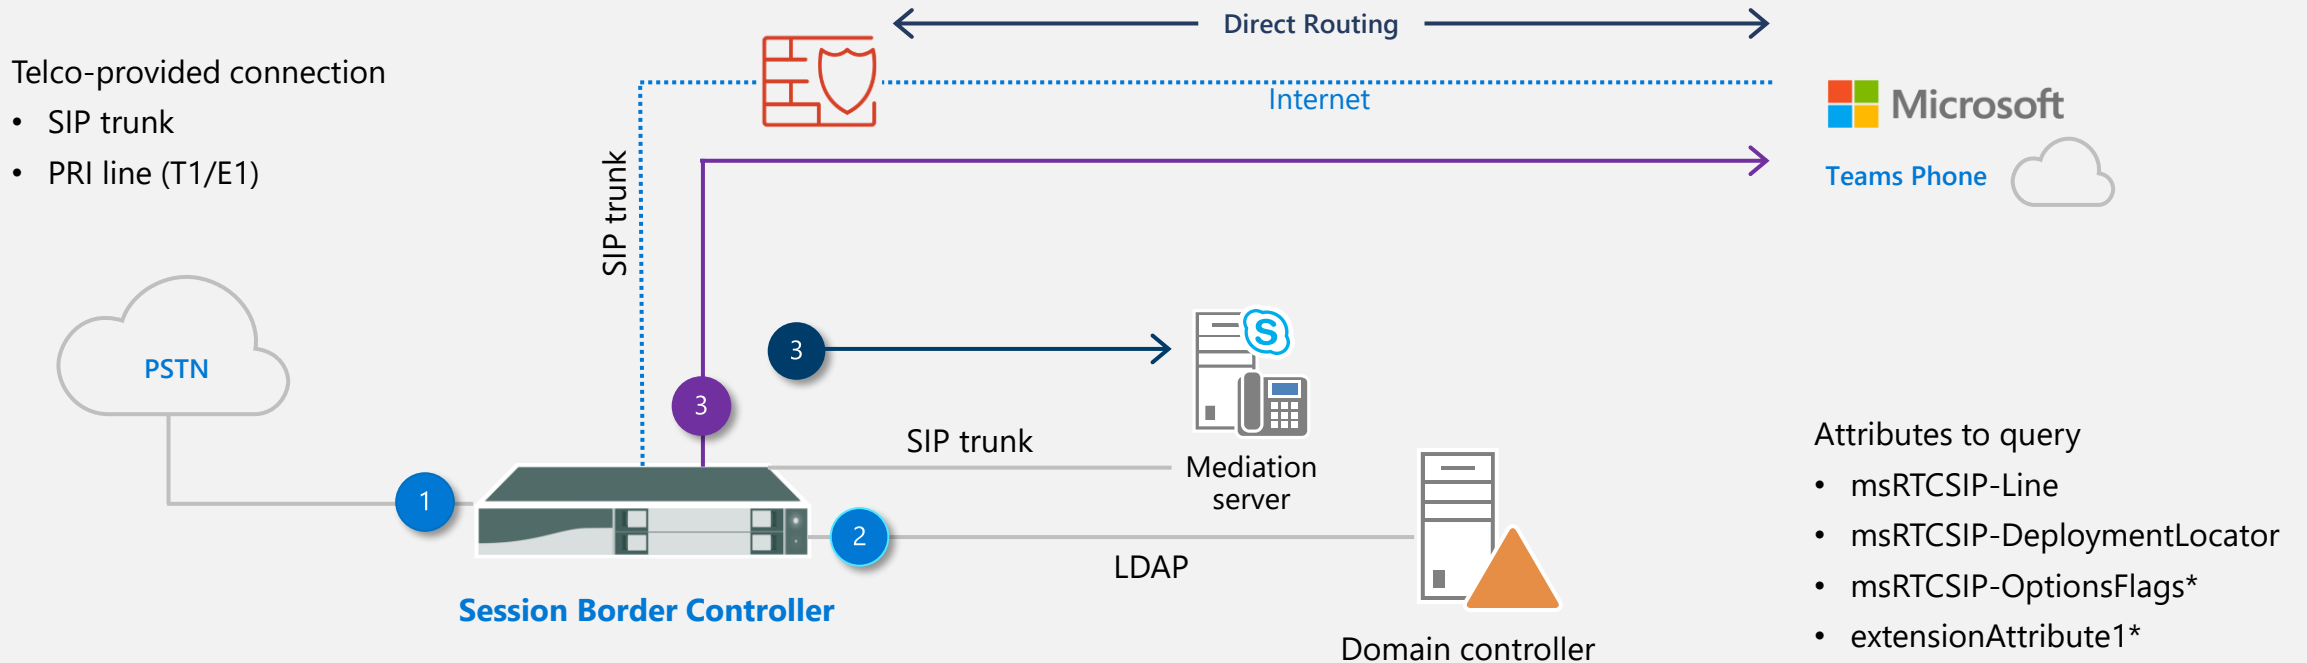 Direct Routing
Telco-provided connection
• SIP trunk
• PRI line (T1/E1)
Internet
Microsoft
Teams Phone
SIP trunk
PSTN
3
3
SIP trunk
Mediation
server
1
2
LDAP
Session Border Controller
Domain controller
Attributes to query
• msRTCSIP-Line
• msRTCSIP-DeploymentLocator
• msRTCSIP-OptionsFlags*
• extensionAttribute1*